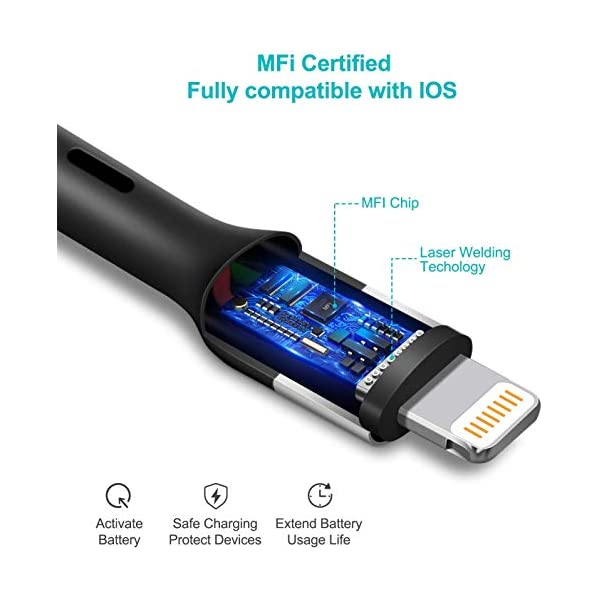 MFi Certified
Fully compatible with IOS
MFI Chip
Laser Welding
Techology
Activate
Battery
Safe Charging
Protect Devices
Extend Battery
Usage Life